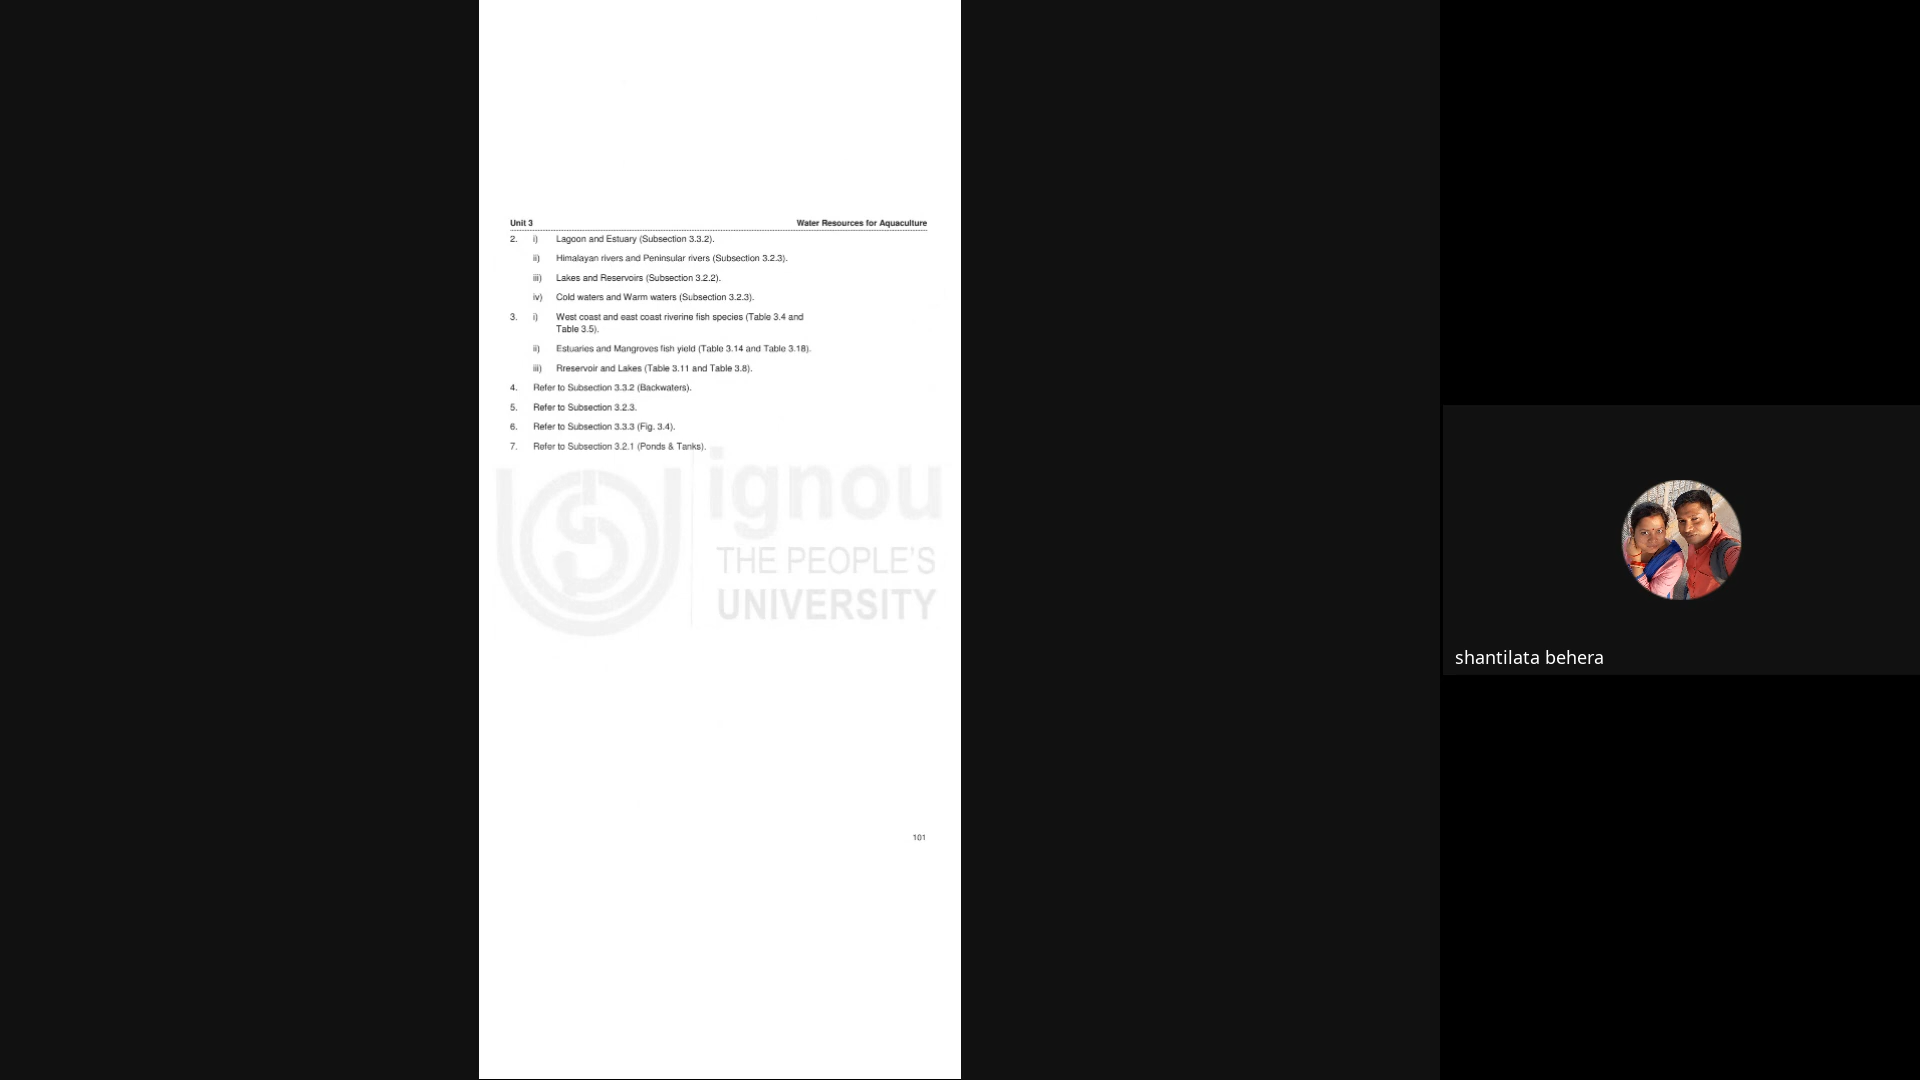 Unit 3 Water Resources for Aquaculture
2. i) Lagoon and Estuary (Subsection 3.3.2).
ii) Himalayan rivers and Peninsular rivers (Subsection 3.2.3).
iii) Lakes and Reservoirs (Subsection 3.2.2).
iv) Cold waters and Warm waters (Subsection 3.2.3).
3. i) West coast and east coast riverine fish species (Table 3.4 and
Table 3.5).
ii) Estuaries and Mangroves fish yield (Table 3.14 and Table 3.18).
iii) Rreservoir and Lakes (Table 3.11 and Table 3.8).
4. Refer to Subsection 3.3.2 (Backwaters).
5. Refer to Subsection 3.2.3.
6. Refer to Subsection 3.3.3 (Fig. 3.4).
7. Refer to Subsection 3.2.1 (Ponds & Tanks).
ignou
THE PEOPLE'S
UNIVERSITY
101
shantilata behera